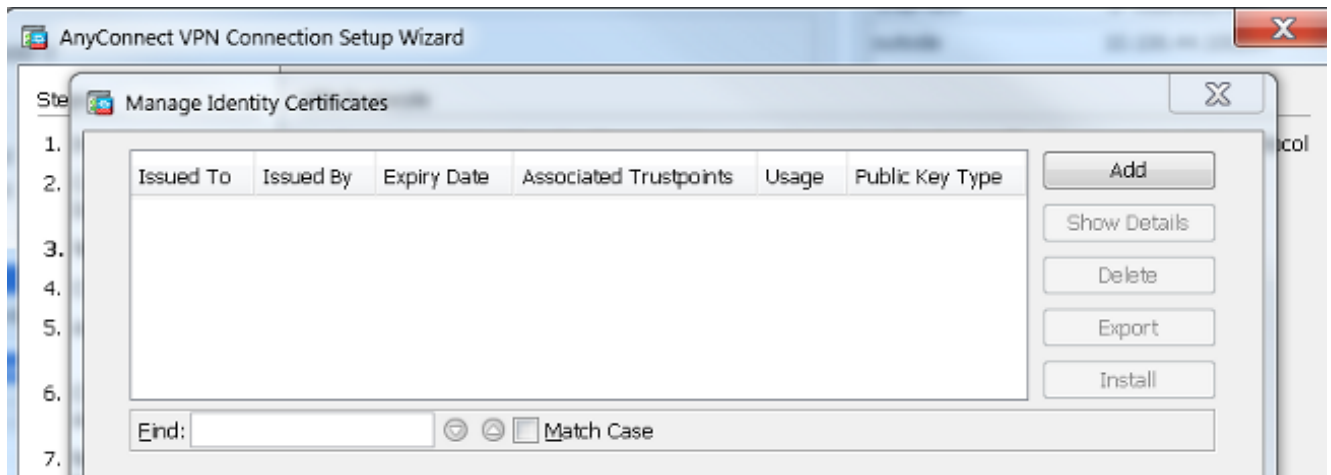 AnyConnect VPN Connection Setup Wizard
Ste
Manage Identity Certificates
1.
2.
3.
4.
5.
6.
7.
ocol
Issued To Issued By Expiry Date Associated Trustpoints Usage Public Key Type
Add
Show Details
Delete
Export
Install
Find: Match Case